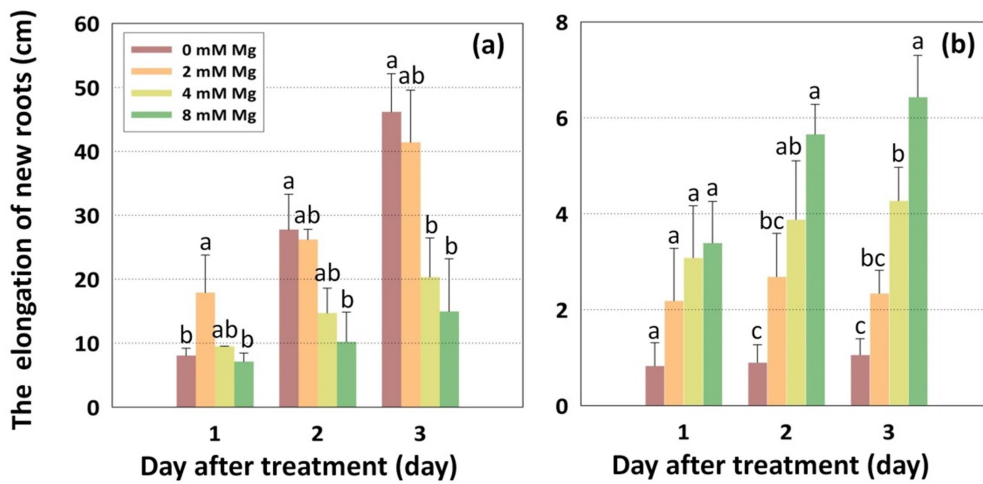 The elongation of new roots (cm)
60
50
40
30
20
10
0
0 mM Mg
2 mM Mg
4 mM Mg
8 mM Mg
(a)
b a ab b
a ab ab b
a ab b b
1 2 3
Day after treatment (day)
8
6
4
2
0
(b)
a a a a
c bc ab a
c bc b a
1 2 3
Day after treatment (day)